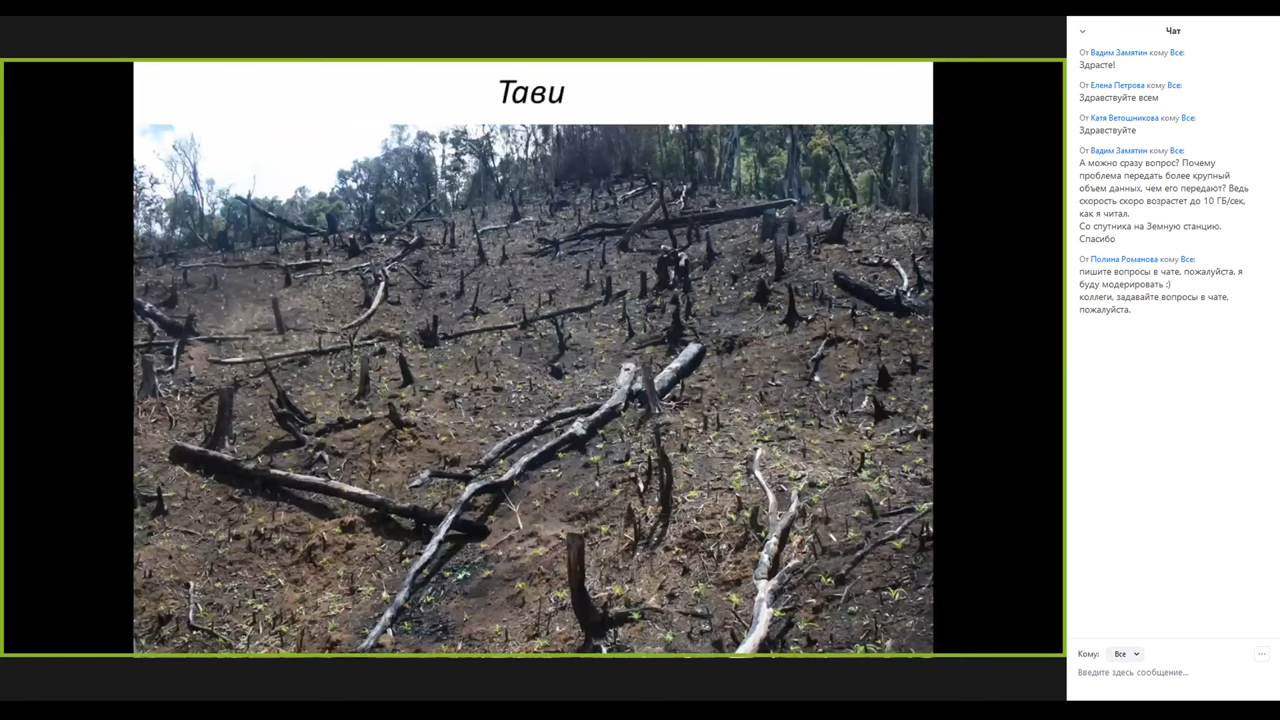 Чат
Тави
От Вадим Замятин кому Все:
Здрасте!
От Елена Петрова кому Все:
Здравствуйте всем
От Катя Ветошникова кому Все:
Здравствуйте
От Вадим Замятин кому Все:
А можно сразу вопрос? Почему
проблема передать более крупный
объем данных, чем его передают? Ведь
скорость скоро возрастет до 10 ГБ/сек,
как я читал.
Со спутника на Земную станцию.
Спасибо
От Полина Романова кому Все:
пишите вопросы в чате, пожалуйста. я
буду модерировать :)
коллеги, задавайте вопросы в чате,
пожалуйста.
Кому: Все
Введите здесь сообщение...